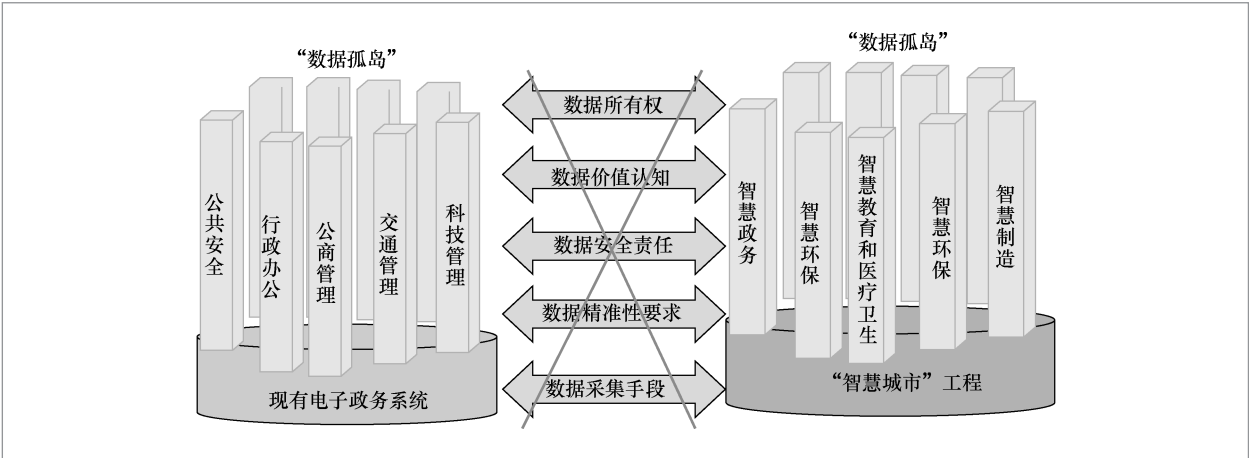 “数据孤岛”
公共安全
行政办公
公商管理
交通管理
科技管理
现有电子政务系统
数据所有权
数据价值认知
数据安全责任
数据精准性要求
数据采集手段
“数据孤岛”
智慧政务
智慧环保
智慧教育和医疗卫生
智慧环保
智慧制造
“智慧城市”工程